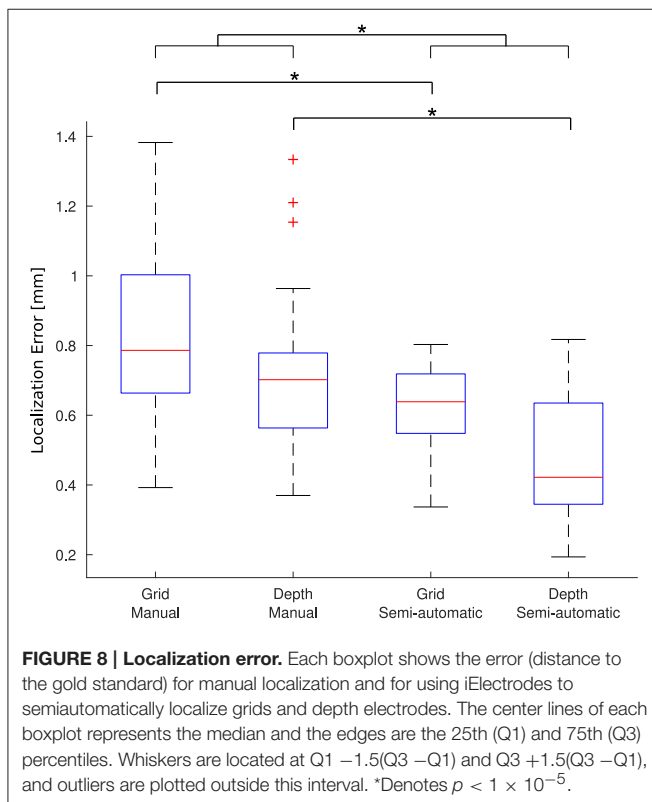 *
*
*
1.4
1.2
1
0.8
0.6
0.4
0.2
Localization Error [mm]
Grid Depth Grid Depth
Manual Manual Semi-automatic Semi-automatic
FIGURE 8 | Localization error. Each boxplot shows the error (distance to
the gold standard) for manual localization and for using iElectrodes to
semiautomatically localize grids and depth electrodes. The center lines of each
boxplot represents the median and the edges are the 25th (Q1) and 75th (Q3)
percentiles. Whiskers are located at Q1 −1.5(Q3 −Q1) and Q3 +1.5(Q3 −Q1),
and outliers are plotted outside this interval. *Denotes p < 1 × 10⁻⁵.